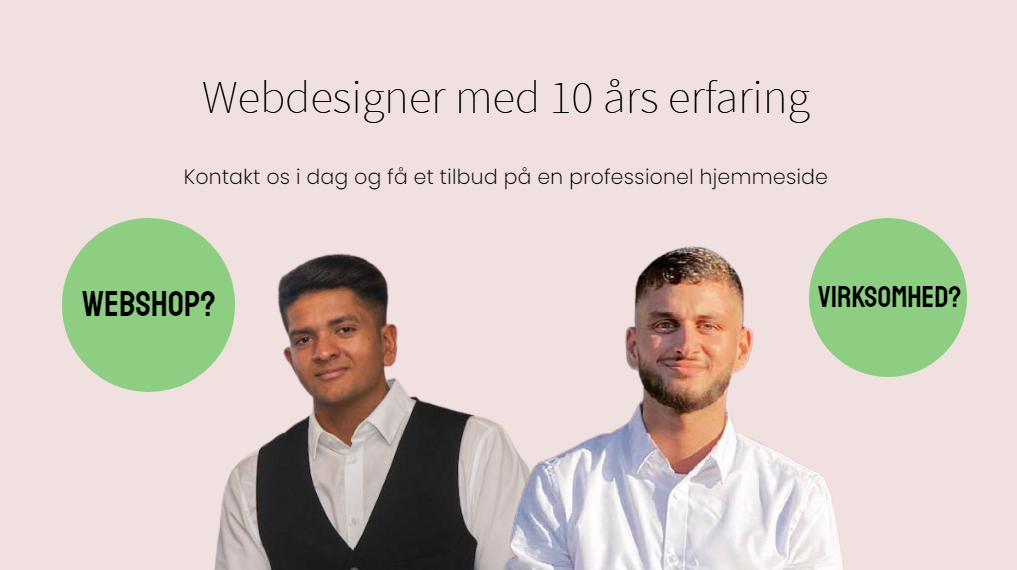 Webdesigner med 10 års erfaring
Kontakt os i dag og få et tilbud på en professionel hjemmeside
WEBSHOP?
VIRKSOMHED?